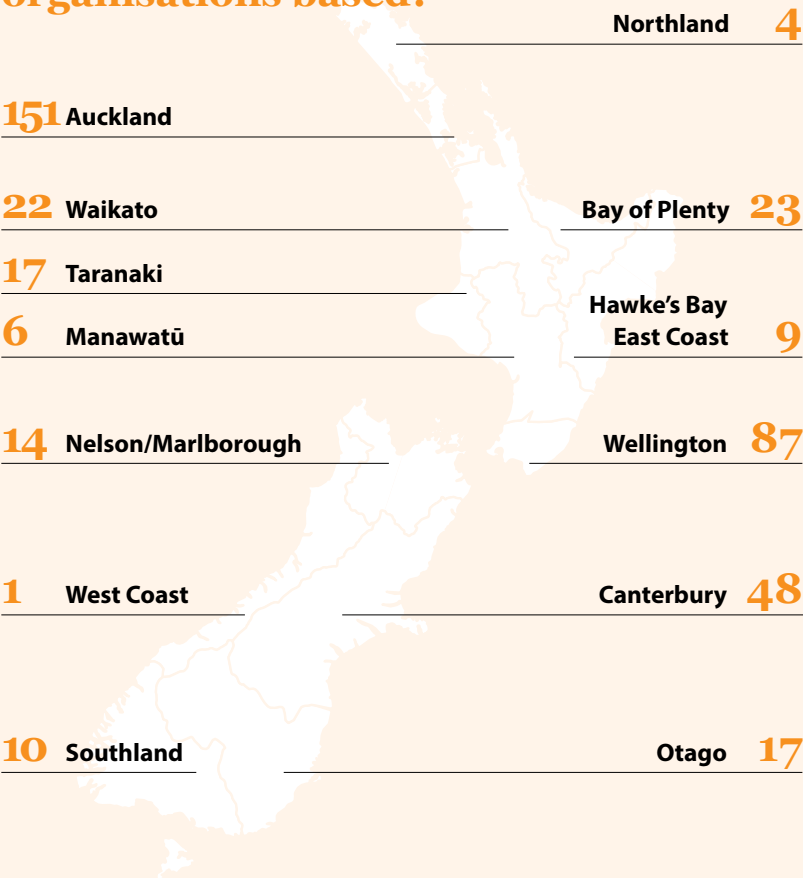 organisations based?
Northland 4
151 Auckland
22 Waikato
Bay of Plenty 23
17 Taranaki
Hawke's Bay
East Coast 9
6 Manawatū
14 Nelson/Marlborough
Wellington 87
1 West Coast
Canterbury 48
10 Southland
Otago 17